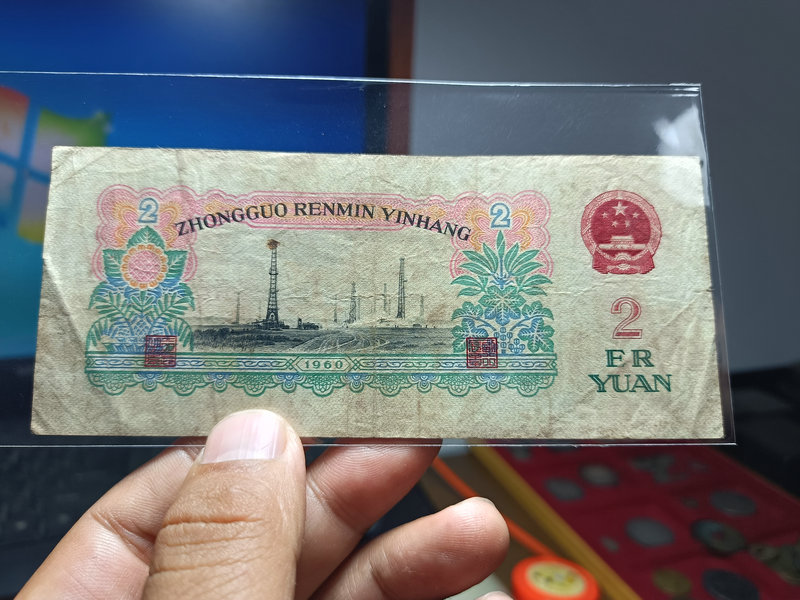 2
ZHONGGUO RENMIN YINHANG
2
2
ER
YUAN
1960